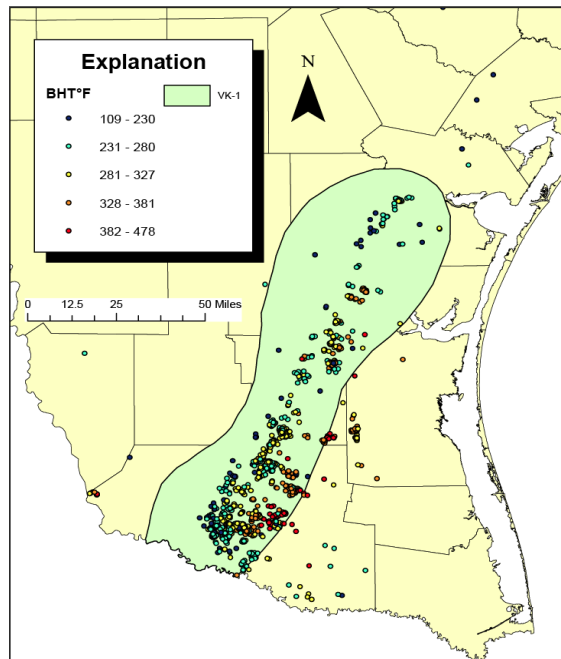 Explanation
BHT°F
VK-1
109 - 230
231 - 280
281 - 327
328 - 381
382 - 478
N
0 12.5 25 50 Miles